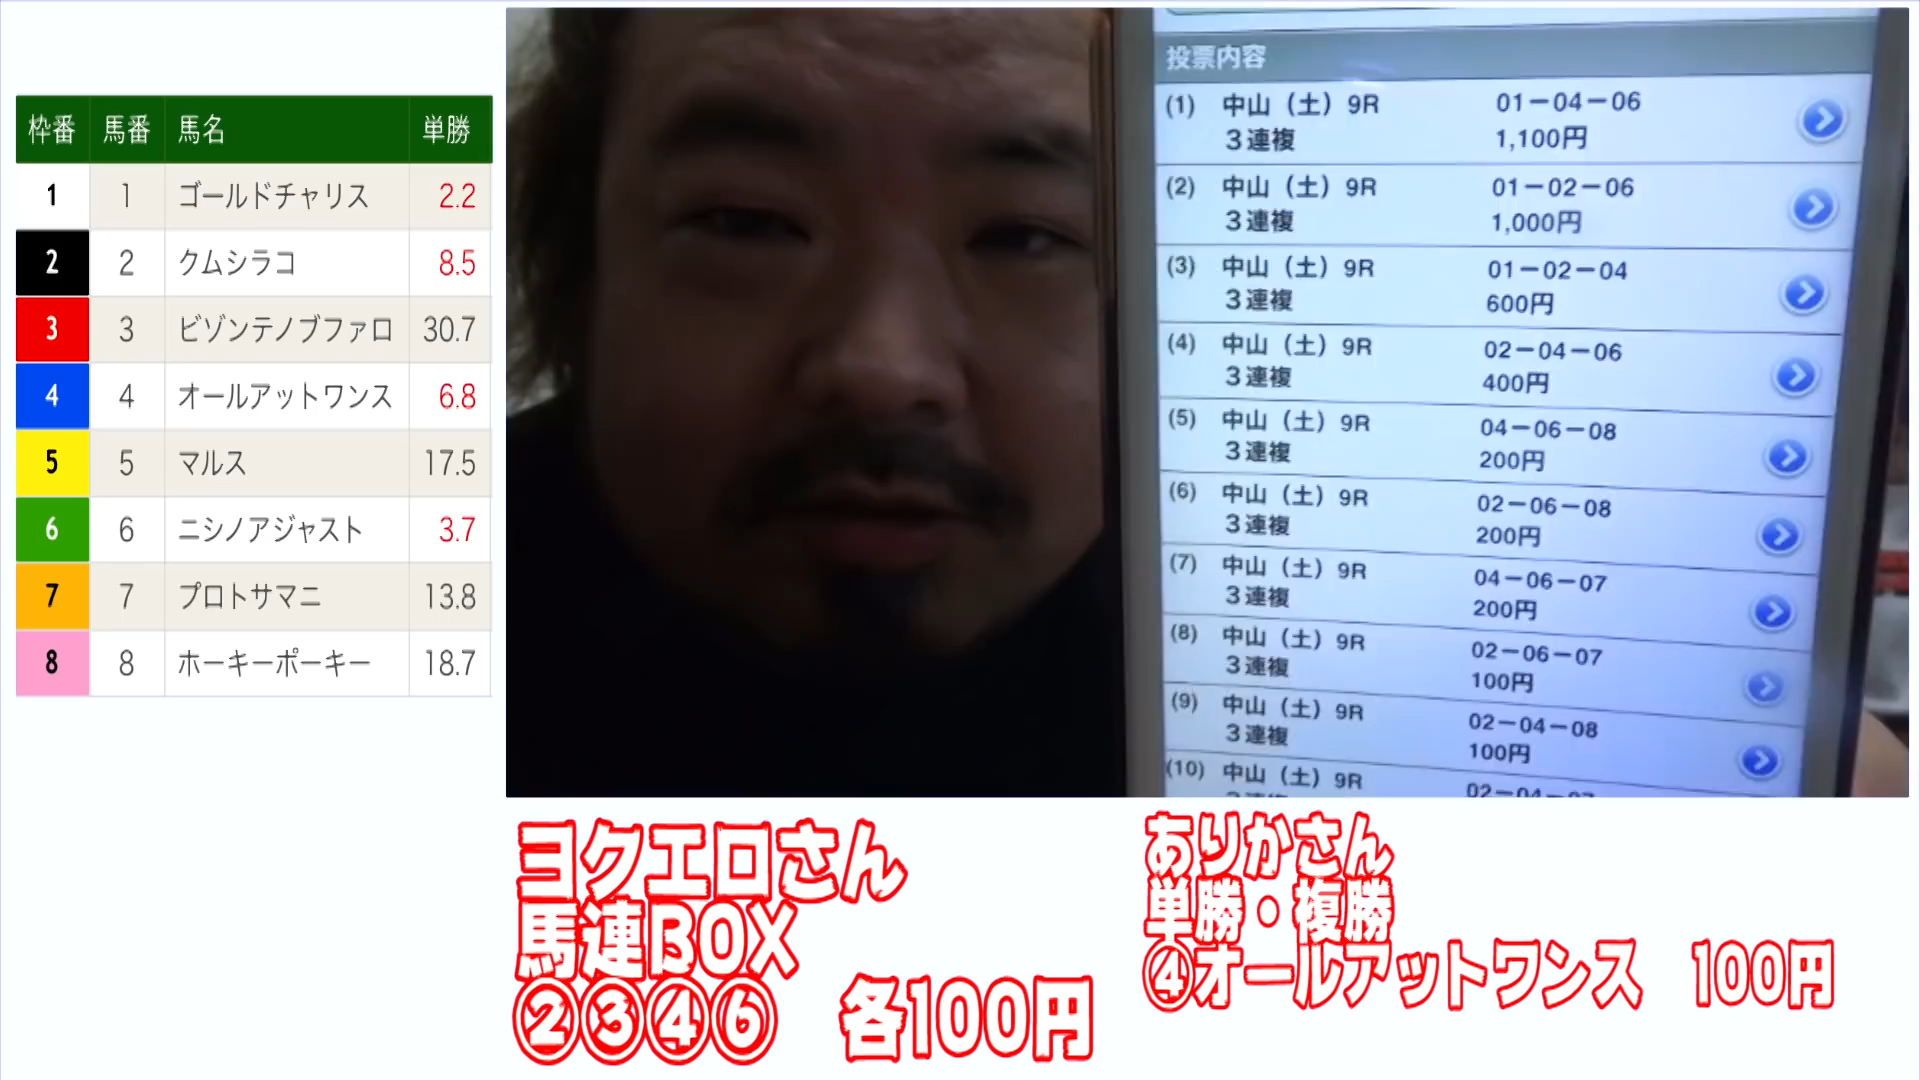 枠番 馬番 馬名 単勝
1 1 ゴールドチャリス 2.2
2 2 クムシラコ 8.5
3 3 ビゾンテノブファロ 30.7
4 4 オールアットワンス 6.8
5 5 マルス 17.5
6 6 ニシノアジャスト 3.7
7 7 プロトサマニ 13.8
8 8 ホーキーポーキー 18.7
投票内容
(1) 中山（土）9R 01－04－06
３連複 1,100円
(2) 中山（土）9R 01－02－06
３連複 1,000円
(3) 中山（土）9R 01－02－04
３連複 600円
(4) 中山（土）9R 02－04－06
３連複 400円
(5) 中山（土）9R 04－06－08
３連複 200円
(6) 中山（土）9R 02－06－08
３連複 200円
(7) 中山（土）9R 04－06－07
３連複 200円
(8) 中山（土）9R 02－06－07
３連複 100円
(9) 中山（土）9R 02－04－08
３連複 100円
(10) 中山（土）9R 02－04－07
ヨクエロさん
馬連BOX
②③④⑥ 各100円
ありかさん
単勝・複勝
④オールアットワンス 100円